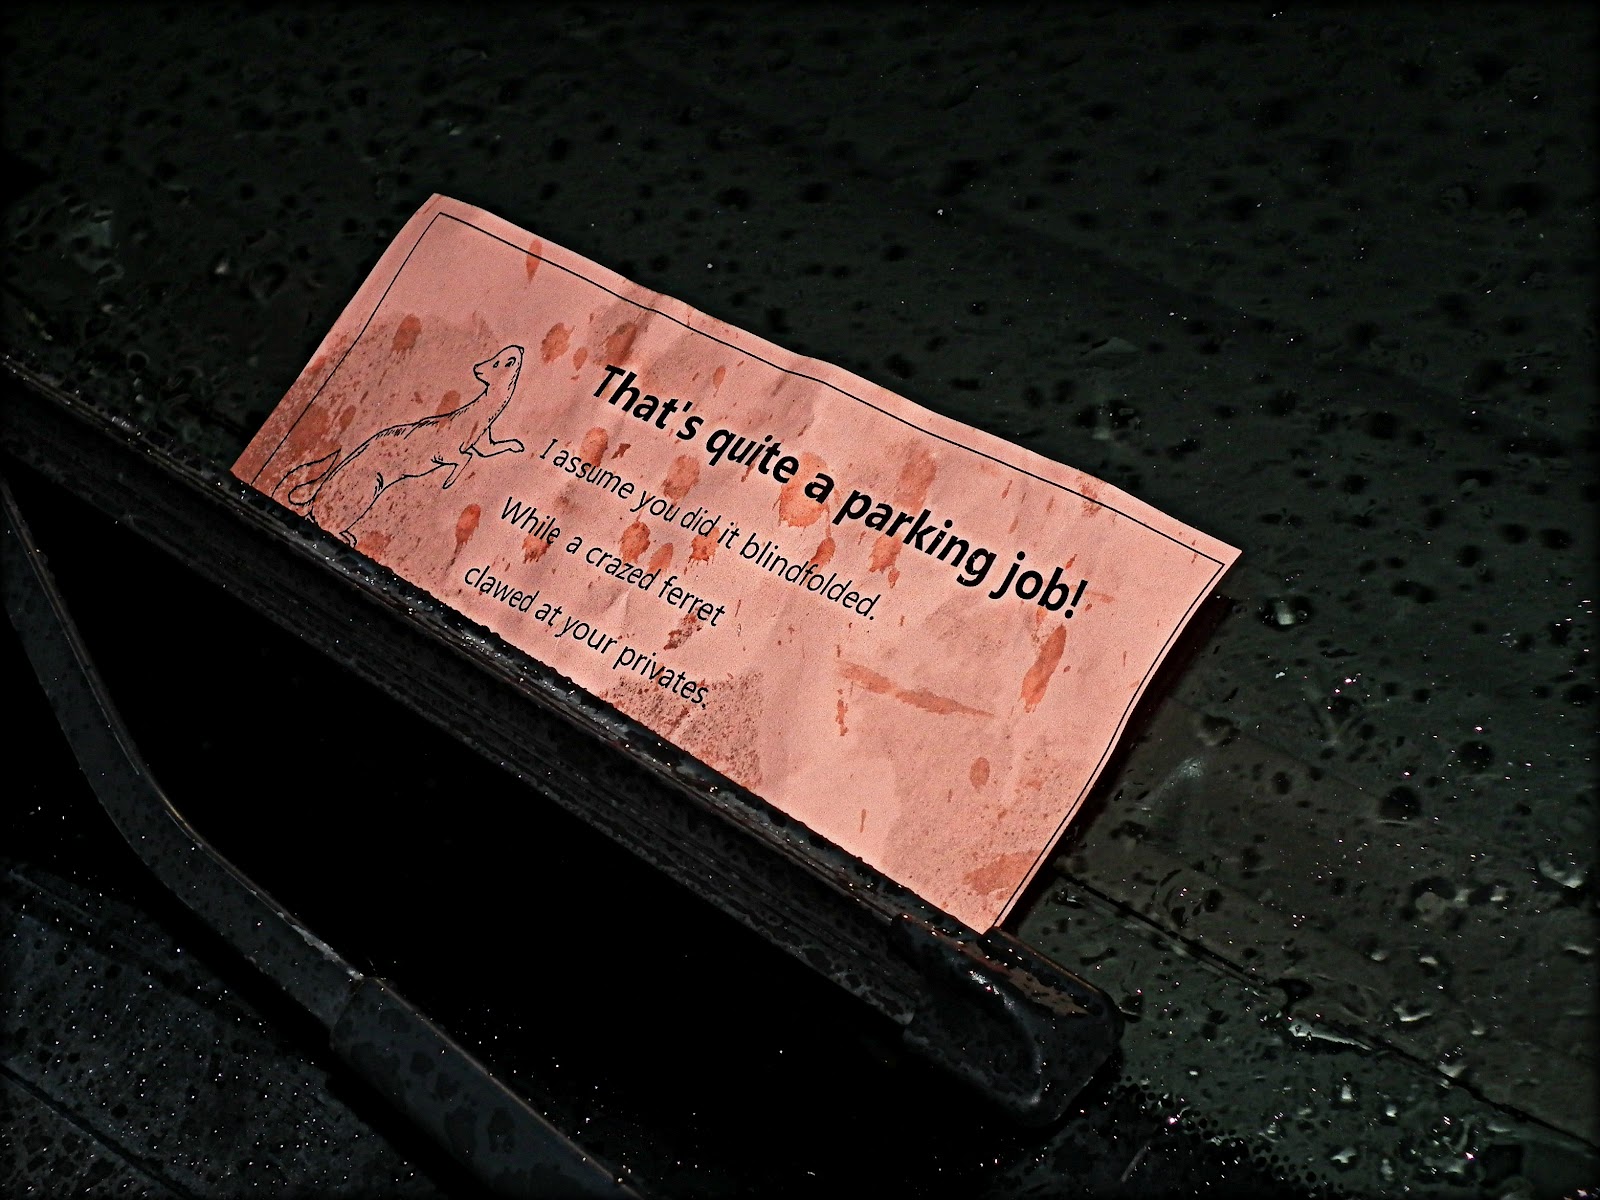 That's quite a parking job!
I assume you did it blindfolded.
While a crazed ferret
clawed at your privates.